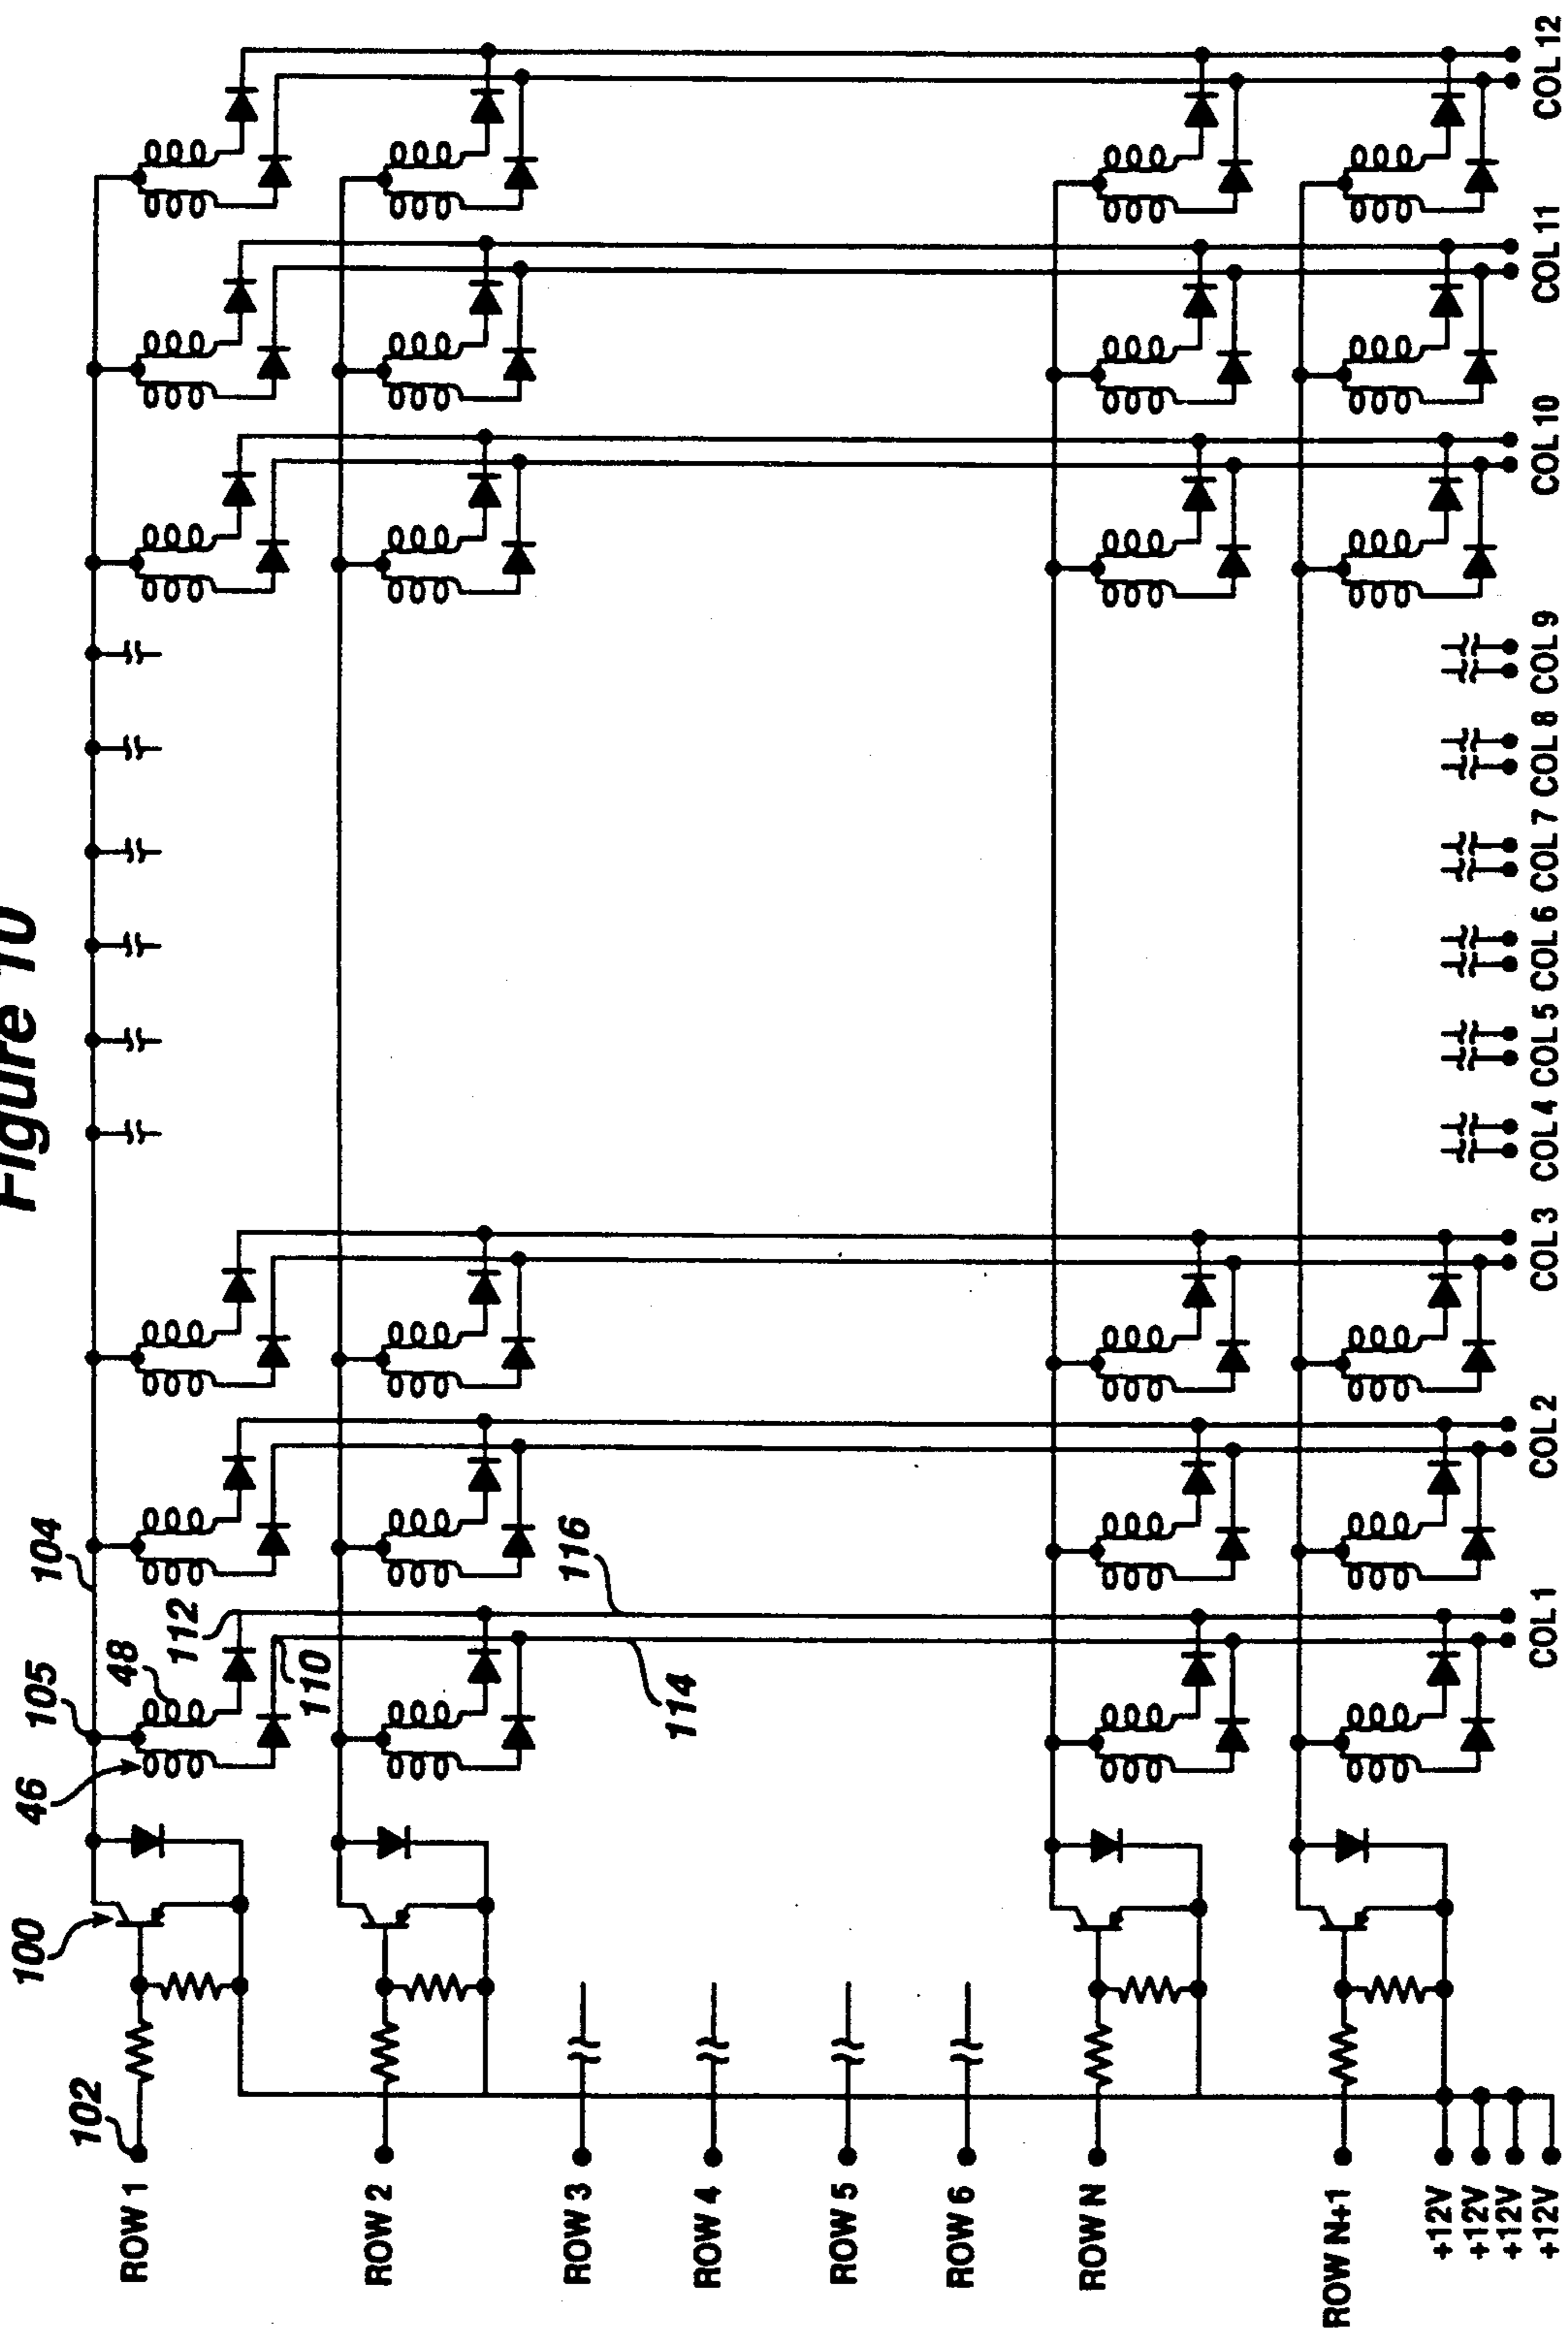 Figure 10
104
105
48
112
46
110
116
114
100
102
ROW 1
ROW 2
ROW 3
ROW 4
ROW 5
ROW 6
ROW N
ROW N+1
+12V
+12V
+12V
+12V
COL 1
COL 2
COL 3
COL 4
COL 5
COL 6
COL 7
COL 8
COL 9
COL 10
COL 11
COL 12